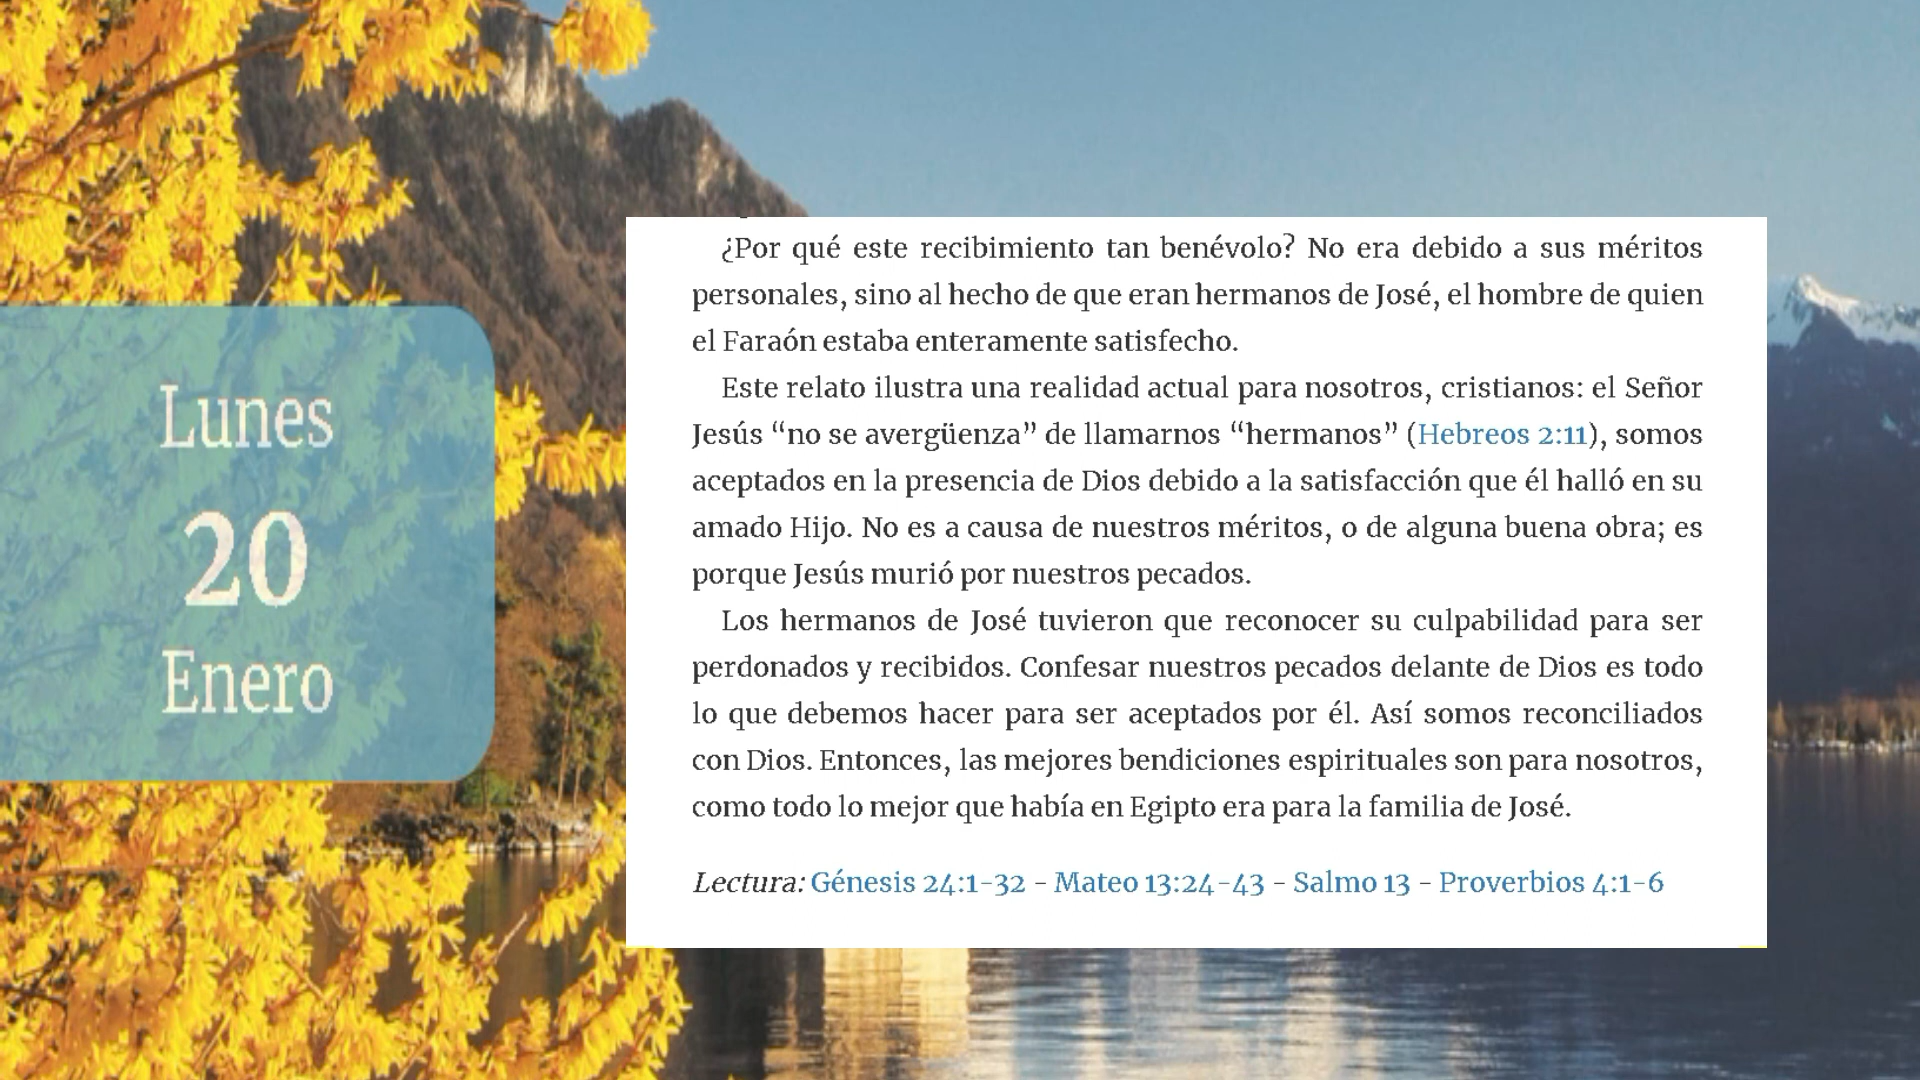 Lunes
20
Enero
¿Por qué este recibimiento tan benévolo? No era debido a sus méritos
personales, sino al hecho de que eran hermanos de José, el hombre de quien
el Faraón estaba enteramente satisfecho.
Este relato ilustra una realidad actual para nosotros, cristianos: el Señor
Jesús “no se avergüenza” de llamarnos “hermanos” (Hebreos 2:11), somos
aceptados en la presencia de Dios debido a la satisfacción que él halló en su
amado Hijo. No es a causa de nuestros méritos, o de alguna buena obra; es
porque Jesús murió por nuestros pecados.
Los hermanos de José tuvieron que reconocer su culpabilidad para ser
perdonados y recibidos. Confesar nuestros pecados delante de Dios es todo
lo que debemos hacer para ser aceptados por él. Así somos reconciliados
con Dios. Entonces, las mejores bendiciones espirituales son para nosotros,
como todo lo mejor que había en Egipto era para la familia de José.
Lectura: Génesis 24:1-32 - Mateo 13:24-43 - Salmo 13 - Proverbios 4:1-6